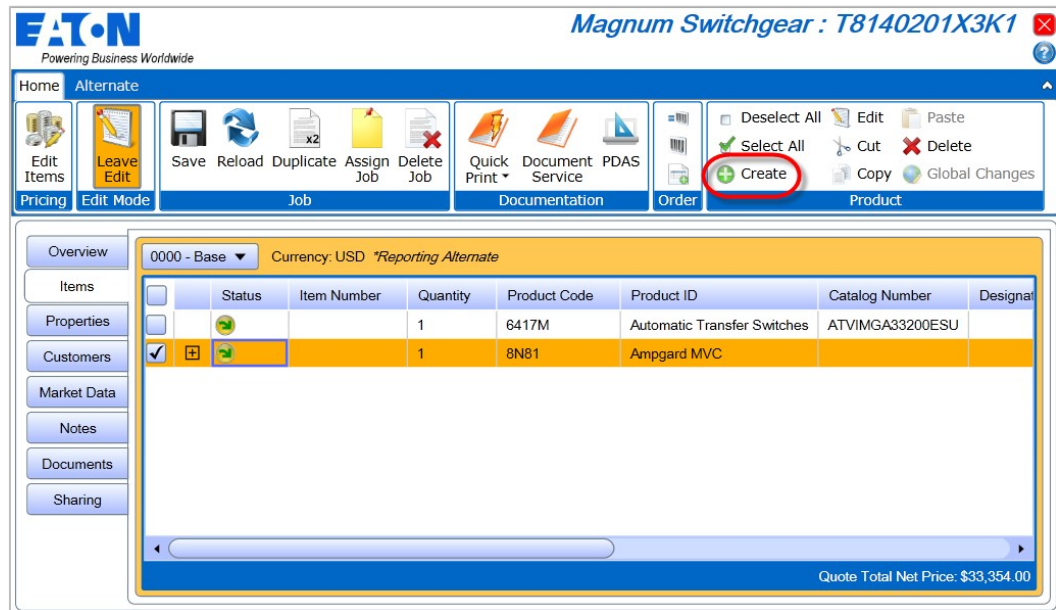 EATON
Powering Business Worldwide
Magnum Switchgear : T8140201X3K1
Home Alternate
Edit Items
Leave Edit
Save Reload Duplicate Assign Job Delete Job
x2
Quick Print Document Service PDAS
Deselect All Edit Paste
Select All Cut Delete
Create Copy Global Changes
Pricing Edit Mode Job Documentation Order Product
Overview
Items
Properties
Customers
Market Data
Notes
Documents
Sharing
0000 - Base Currency: USD *Reporting Alternate
Status Item Number Quantity Product Code Product ID Catalog Number Designat
1 6417M Automatic Transfer Switches ATVIMGA33200ESU
1 8N81 Ampgard MVC
Quote Total Net Price: $33,354.00